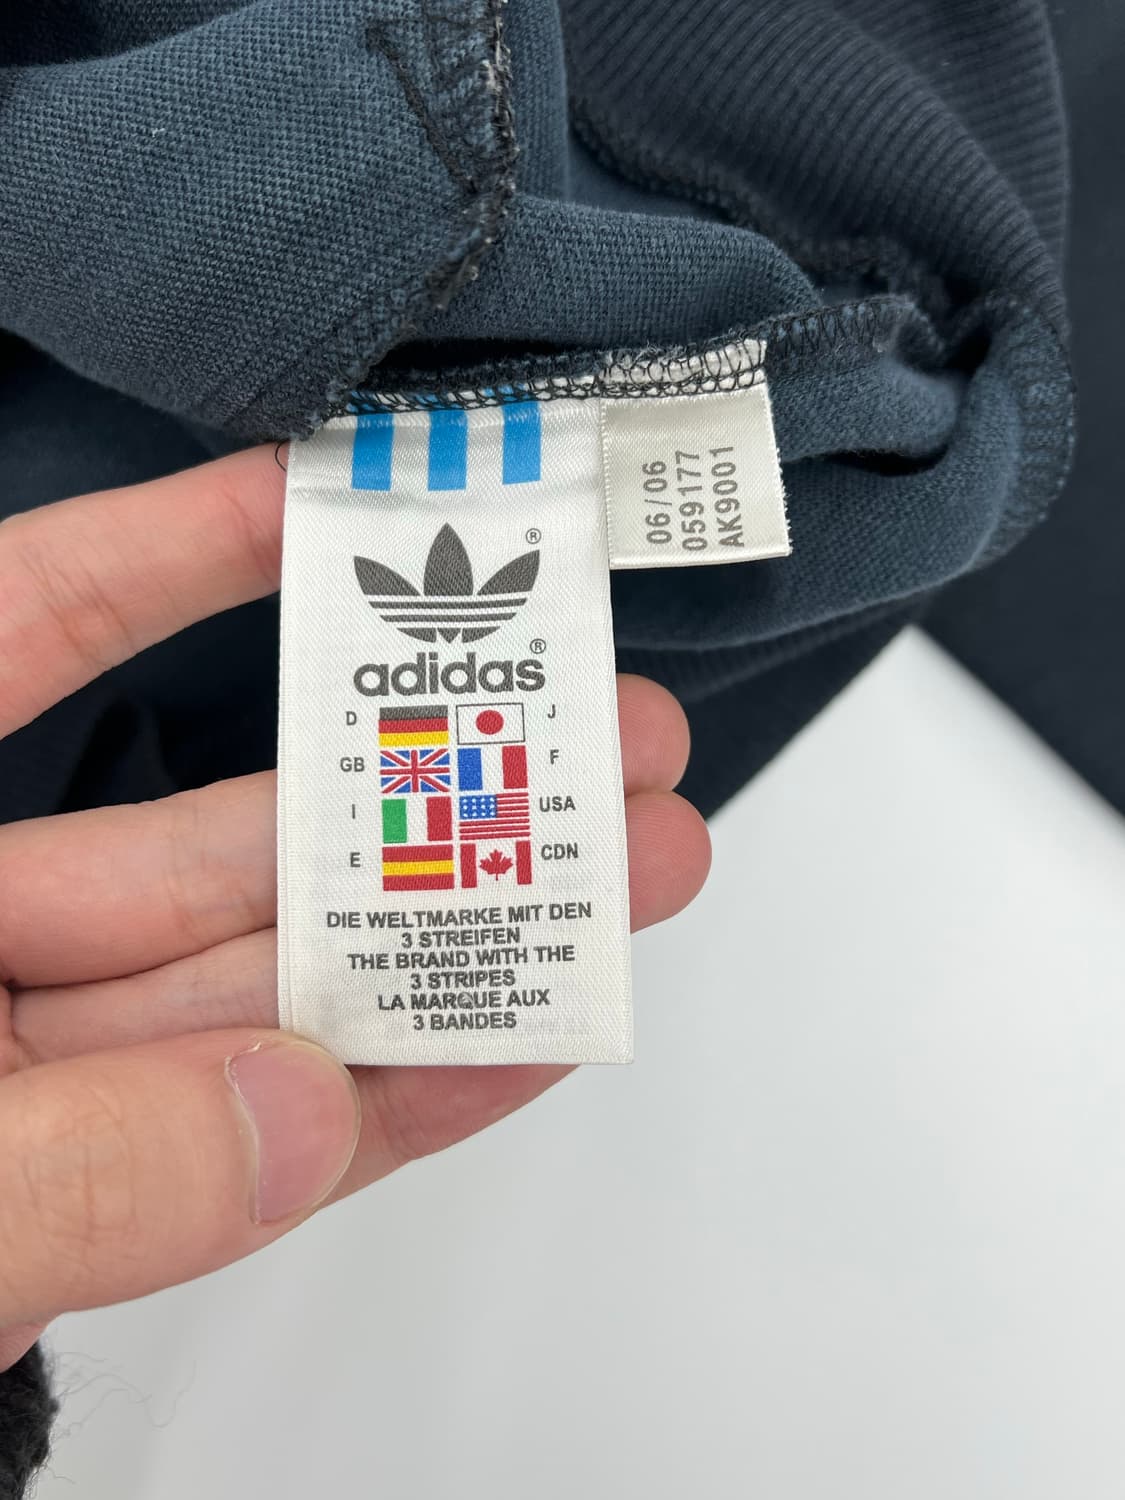 ®
adidas®
D J
GB F
I USA
E CDN
DIE WELTMARKE MIT DEN
3 STREIFEN
THE BRAND WITH THE
3 STRIPES
LA MARQUE AUX
3 BANDES
06/06
059177
AK9001